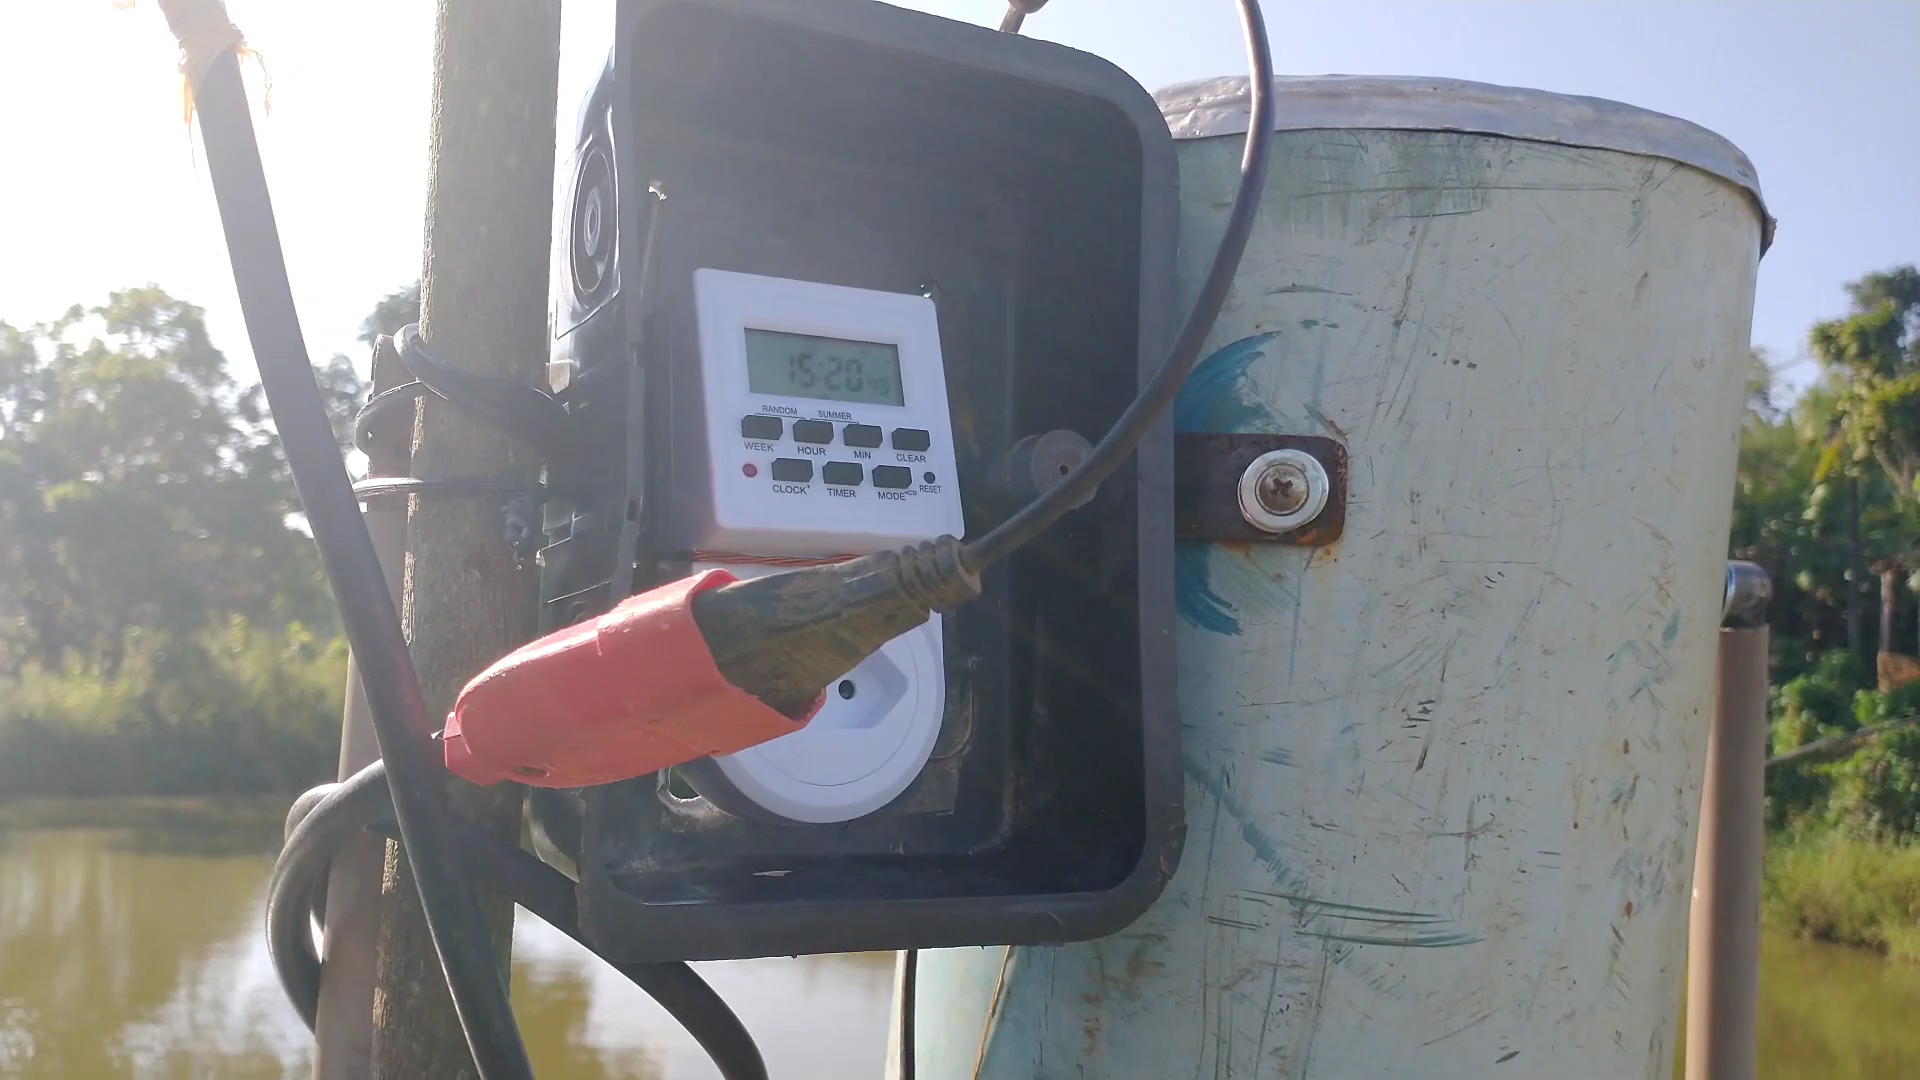 15:20
RANDOM SUMMER
WEEK HOUR MIN CLEAR
CLOCK+ TIMER MODE RESET